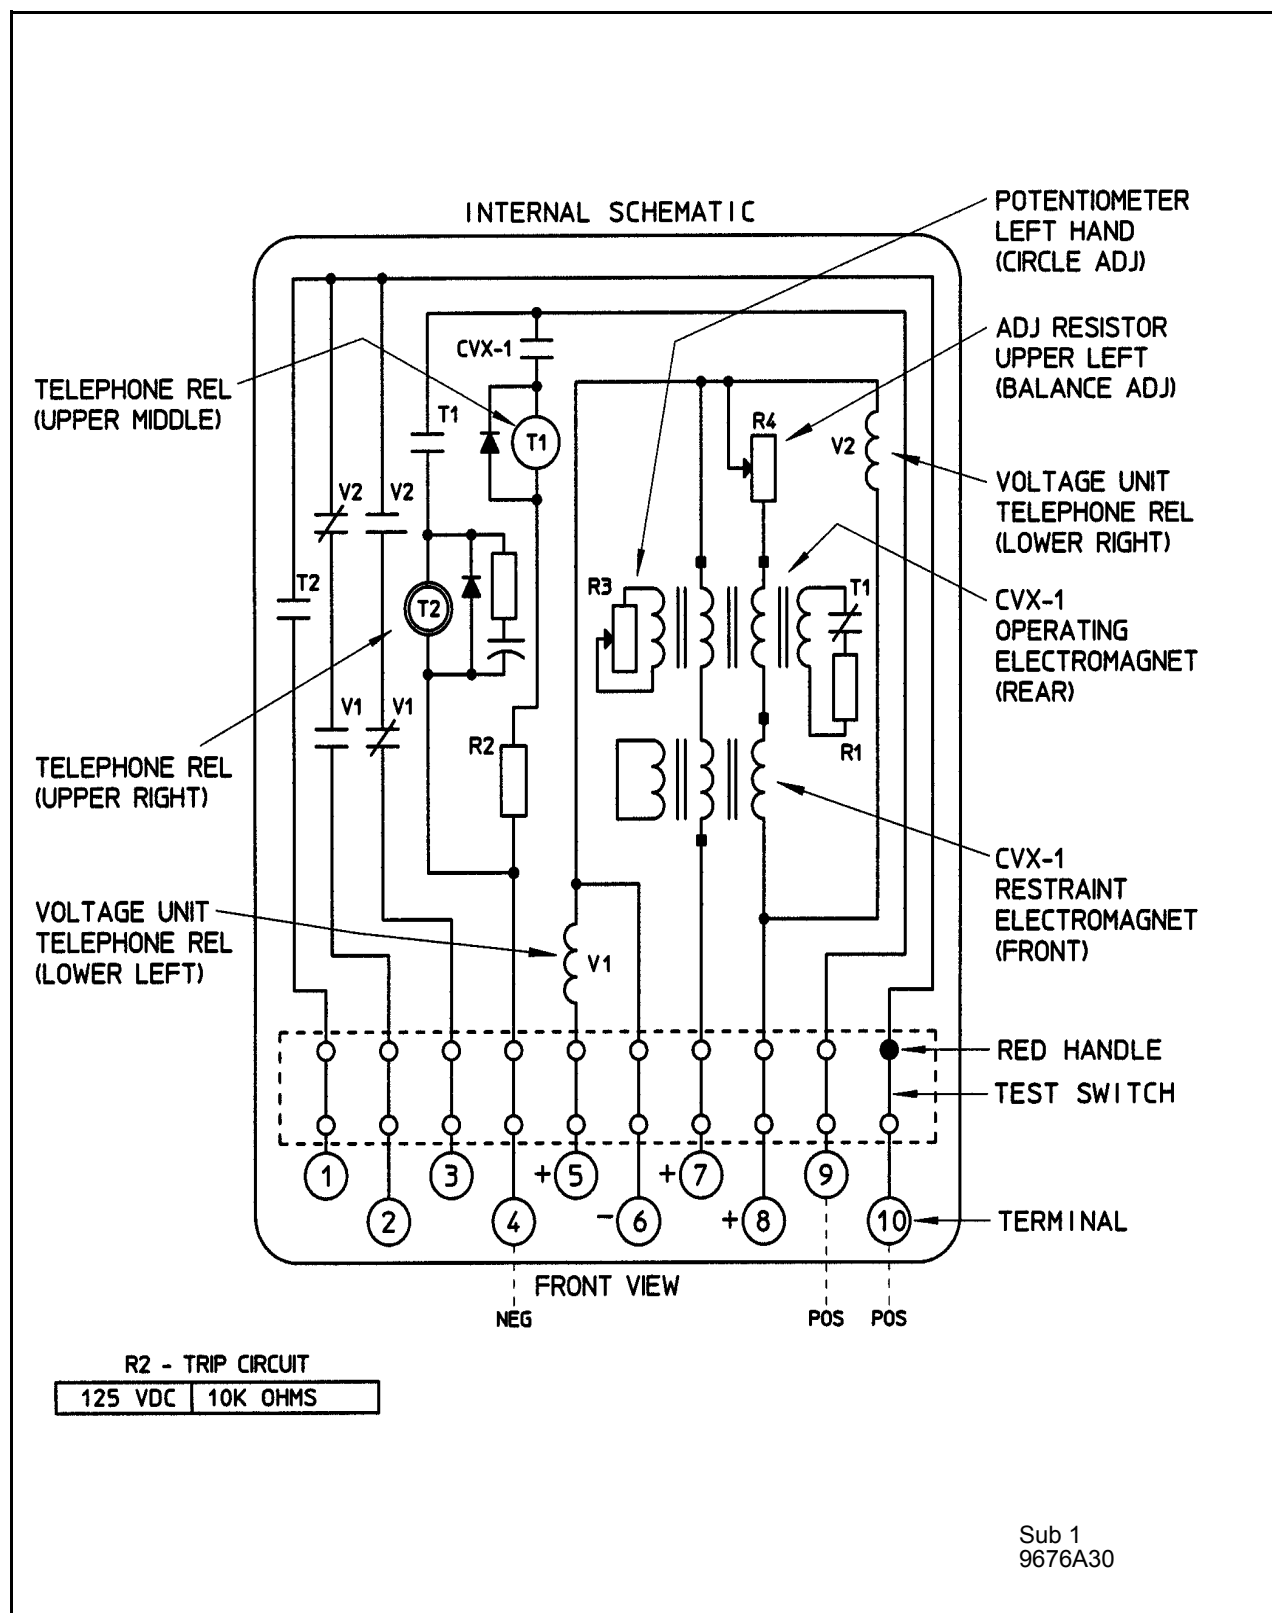 INTERNAL SCHEMATIC
POTENTIOMETER
LEFT HAND
(CIRCLE ADJ)
ADJ RESISTOR
UPPER LEFT
(BALANCE ADJ)
TELEPHONE REL
(UPPER MIDDLE)
CVX-1
T1
T1
R4
V2
VOLTAGE UNIT
TELEPHONE REL
(LOWER RIGHT)
V2
V2
T2
T2
R3
T1
CVX-1
OPERATING
ELECTROMAGNET
(REAR)
V1
V1
R2
R1
TELEPHONE REL
(UPPER RIGHT)
CVX-1
RESTRAINT
ELECTROMAGNET
(FRONT)
VOLTAGE UNIT
TELEPHONE REL
(LOWER LEFT)
V1
RED HANDLE
TEST SWITCH
1
3
+ 5
+ 7
9
2
4
- 6
+ 8
10
TERMINAL
FRONT VIEW
NEG
POS
POS
R2 - TRIP CIRCUIT
125 VDC 10K OHMS
Sub 1
9676A30